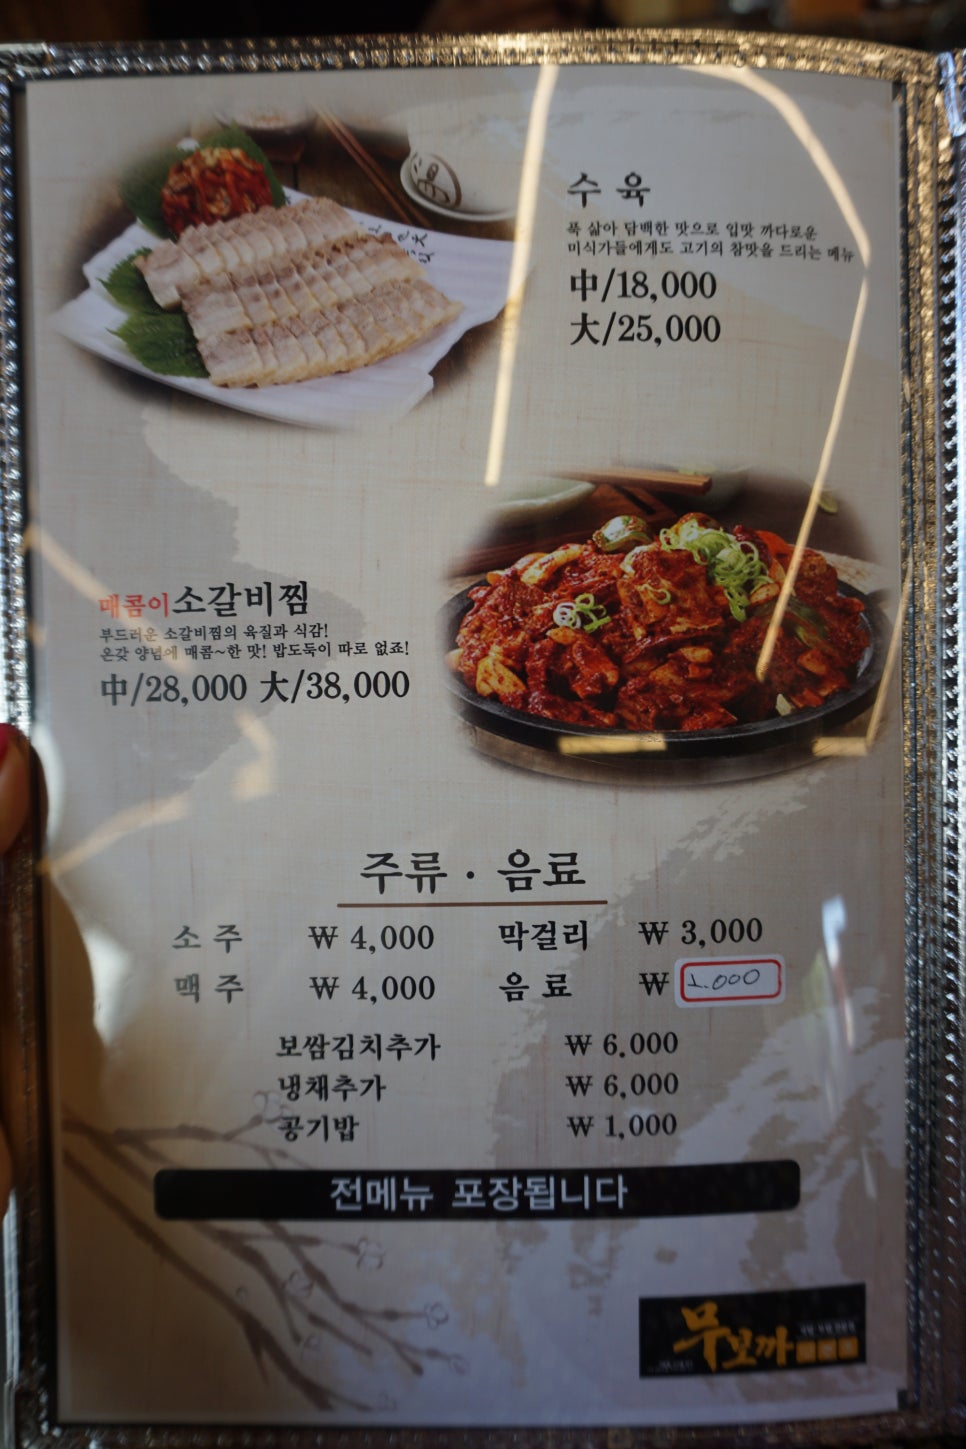 수 육
푹 삶아 담백한 맛으로 입맛 까다로운
미식가들에게도 고기의 참맛을 드리는 메뉴
中/18,000
大/25,000
매콤이소갈비찜
부드러운 소갈비찜의 육질과 식감!
온갖 양념에 매콤~한 맛! 밥도둑이 따로 없죠!
中/28,000 大/38,000
주류 · 음료
소 주 ₩ 4,000 막걸리 ₩ 3,000
맥 주 ₩ 4,000 음 료 ₩
보쌈김치추가 ₩ 6,000
냉채추가 ₩ 6,000
공기밥 ₩ 1,000
전메뉴 포장됩니다
무보까